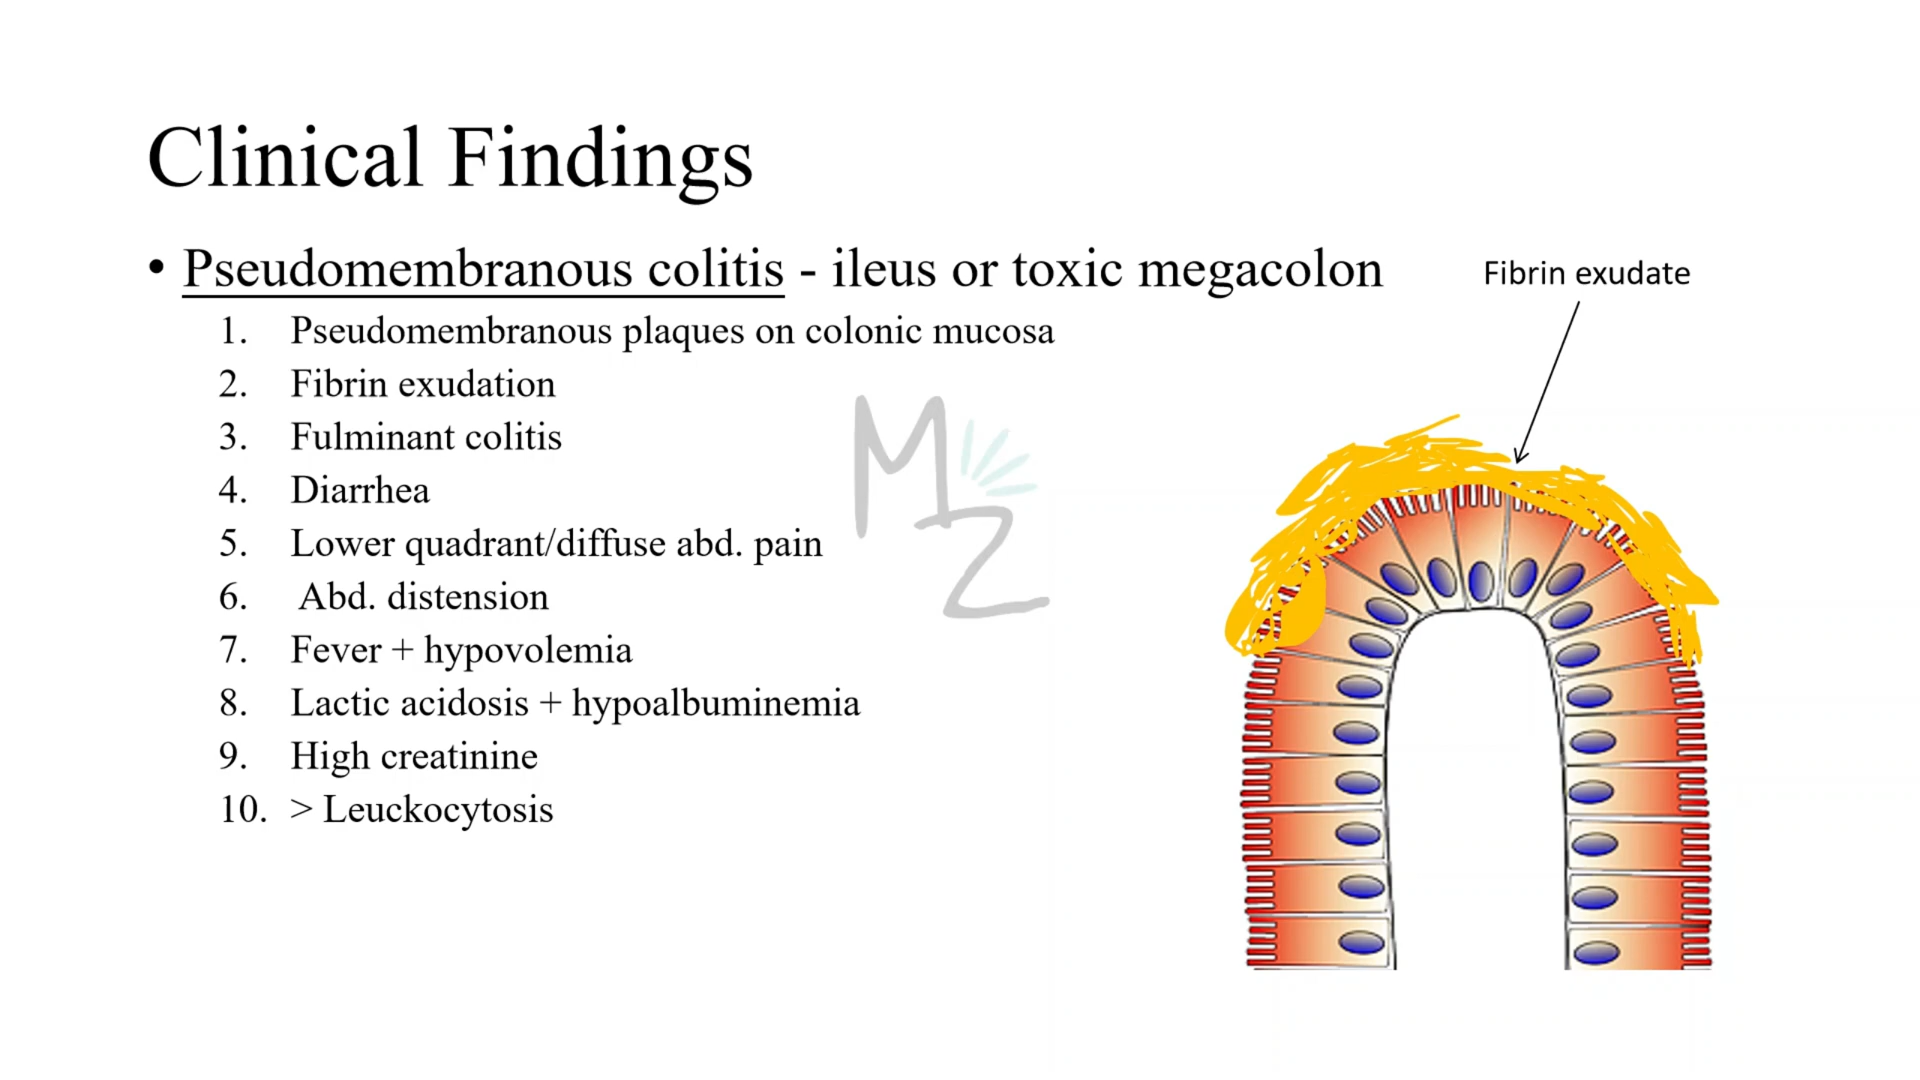 Clinical Findings
• Pseudomembranous colitis - ileus or toxic megacolon
Fibrin exudate
1. Pseudomembranous plaques on colonic mucosa
2. Fibrin exudation
3. Fulminant colitis
4. Diarrhea
5. Lower quadrant/diffuse abd. pain
6. Abd. distension
7. Fever + hypovolemia
8. Lactic acidosis + hypoalbuminemia
9. High creatinine
10. > Leuckocytosis
MZ